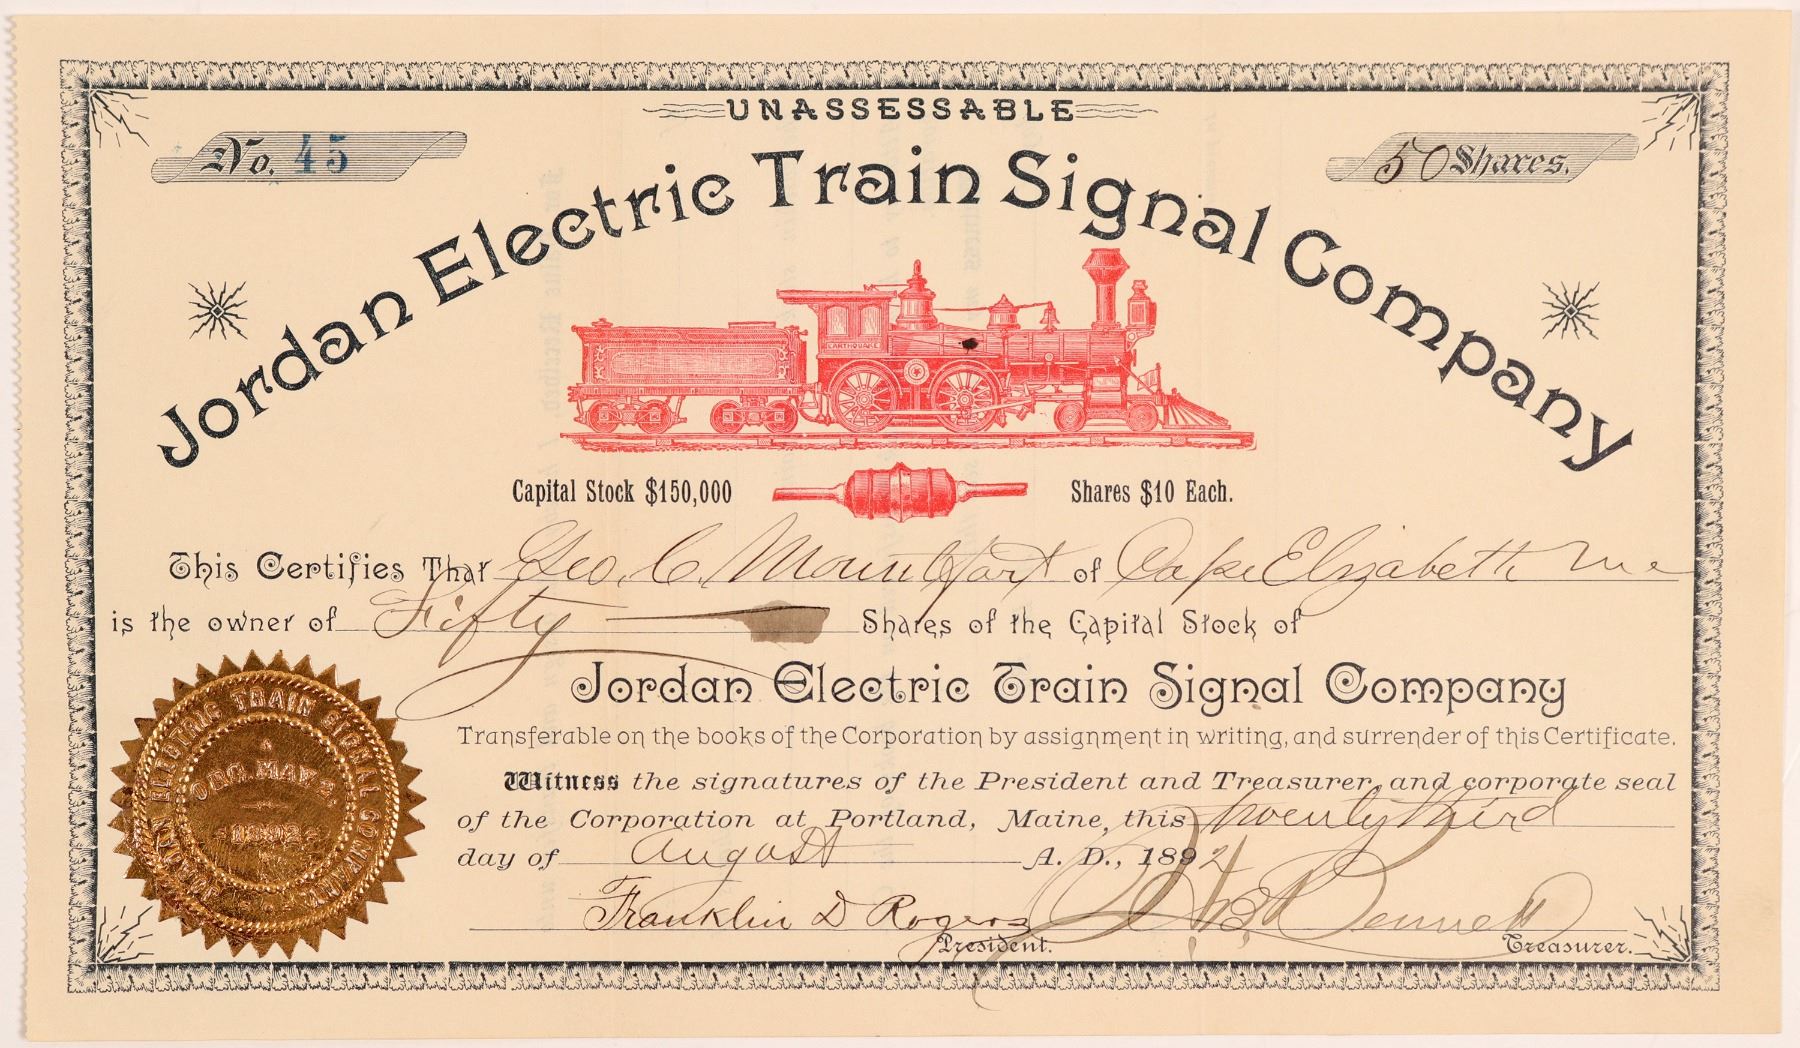 UNASSESSABLE
No. 45
50 Shares.
Jordan Electric Train Signal Company
EARTHQUAKE
Capital Stock $150,000
Shares $10 Each.
This Certifies That Geo. C. Mountfort of Cape Elizabeth Me
is the owner of Fifty Shares of the Capital Stock of
Jordan Electric Train Signal Company
Transferable on the books of the Corporation by assignment in writing, and surrender of this Certificate.
Witness the signatures of the President and Treasurer, and corporate seal
of the Corporation at Portland, Maine, this twenty third
day of August A. D., 1892
Franklin D Rogers
Bennett
President.
Treasurer.
JORDAN ELECTRIC TRAIN SIGNAL COMPANY
ORG. MAY 2.
1892